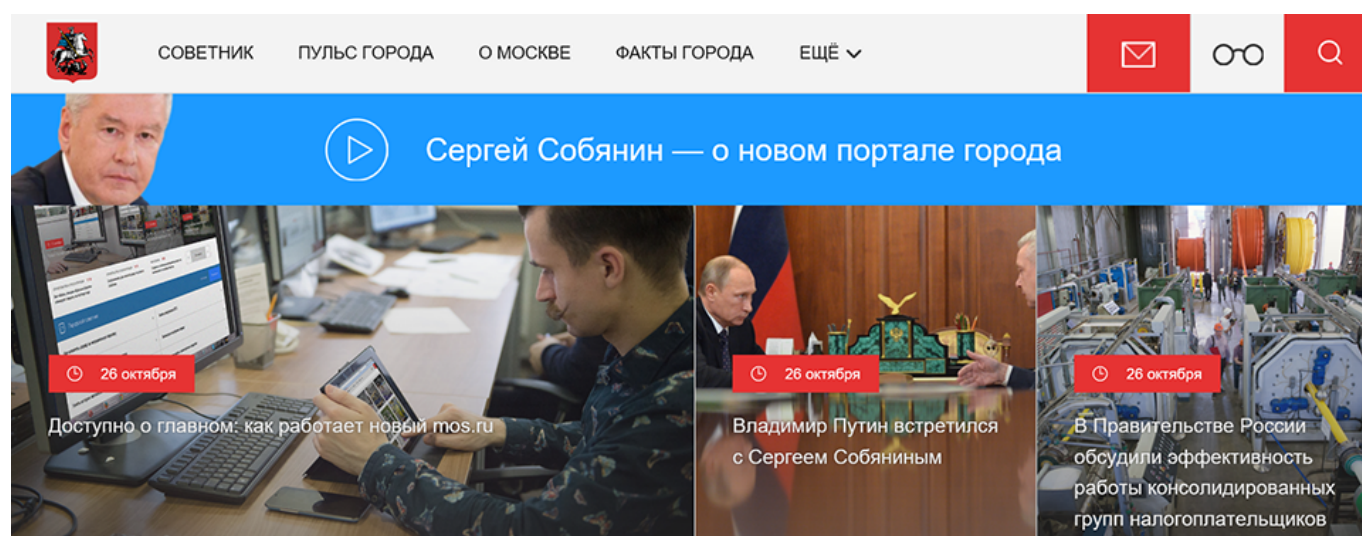 СОВЕТНИК
ПУЛЬС ГОРОДА
О МОСКВЕ
ФАКТЫ ГОРОДА
ЕЩЁ
Сергей Собянин — о новом портале города
26 октября
Доступно о главном: как работает новый mos.ru
26 октября
Владимир Путин встретился
с Сергеем Собяниным
26 октября
В Правительстве России
обсудили эффективность
работы консолидированных
групп налогоплательщиков